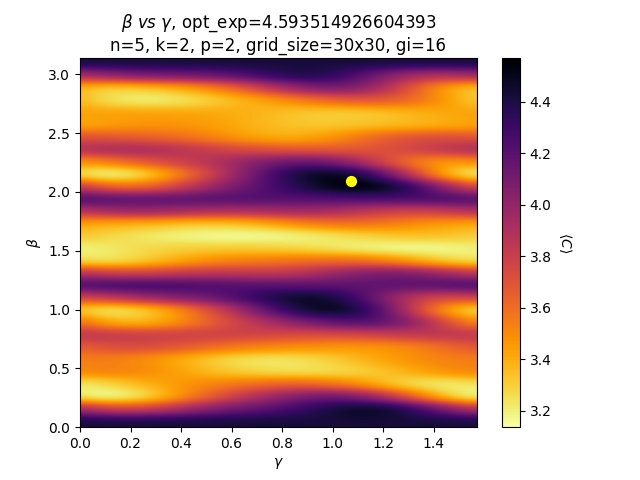 β vs γ, opt_exp=4.593514926604393
n=5, k=2, p=2, grid_size=30x30, gi=16
3.0
2.5
2.0
1.5
1.0
0.5
0.0
β
0.0 0.2 0.4 0.6 0.8 1.0 1.2 1.4
γ
4.4
4.2
4.0
3.8
3.6
3.4
3.2
⟨C⟩